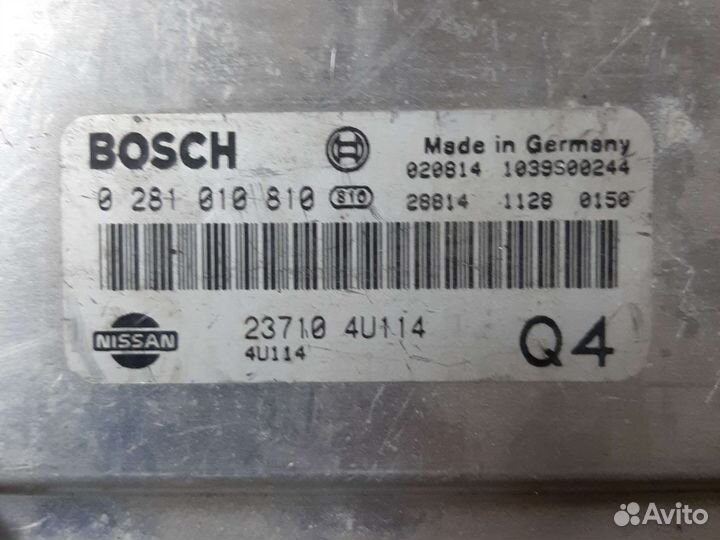 BOSCH
Made in Germany
020814 1039S00244
0 281 010 810 810 28814 1128 0150
NISSAN
23710 4U114
4U114
Q4
Avito